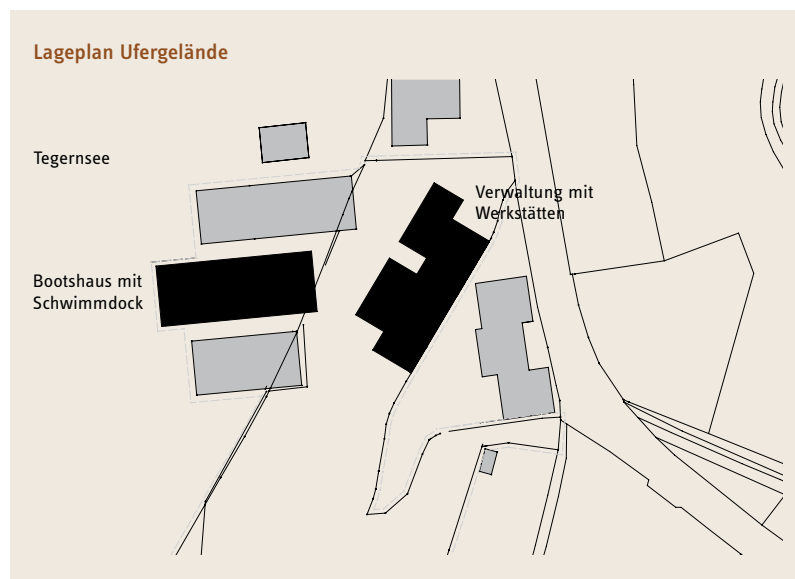 Lageplan Ufergelände
Tegernsee
Verwaltung mit
Werkstätten
Bootshaus mit
Schwimmdock